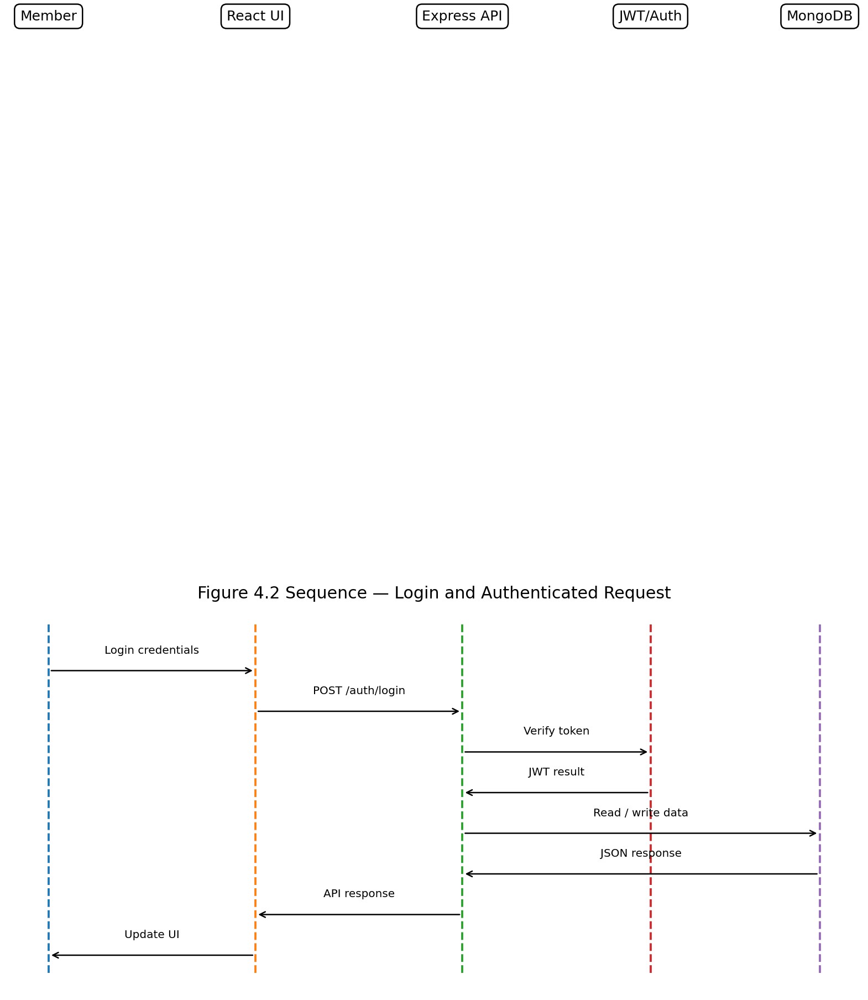 Member
React UI
Express API
JWT/Auth
MongoDB
Figure 4.2 Sequence — Login and Authenticated Request
Login credentials
POST /auth/login
Verify token
JWT result
Read / write data
JSON response
API response
Update UI